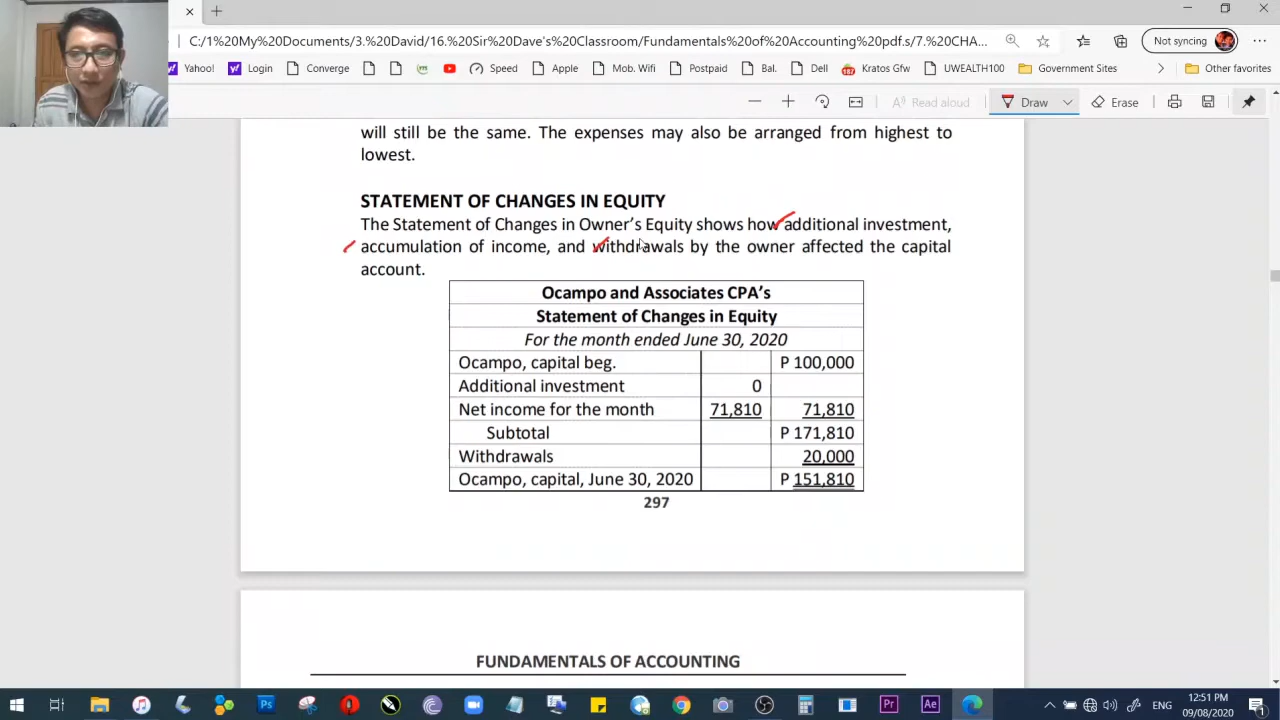 C:/1%20My%20Documents/3.%20David/16.%20Sir%20Dave's%20Classroom/Fundamentals%20of%20Accounting%20pdf.s/7.%20CHA...
Not syncing
Yahoo!
Login
Converge
Speed
Apple
Mob. Wifi
Postpaid
Bal
Dell
Kratos Gfw
UWEALTH100
Government Sites
Other favorites
Read aloud
Draw
Erase
will still be the same. The expenses may also be arranged from highest to
lowest.
STATEMENT OF CHANGES IN EQUITY
The Statement of Changes in Owner's Equity shows how additional investment,
accumulation of income, and withdrawals by the owner affected the capital
account.
Ocampo and Associates CPA's
Statement of Changes in Equity
For the month ended June 30, 2020
Ocampo, capital beg. P 100,000
Additional investment 0
Net income for the month 71,810 71,810
Subtotal P 171,810
Withdrawals 20,000
Ocampo, capital, June 30, 2020 P 151,810
297
FUNDAMENTALS OF ACCOUNTING
Pr
Ae
ENG
12:51 PM
09/08/2020